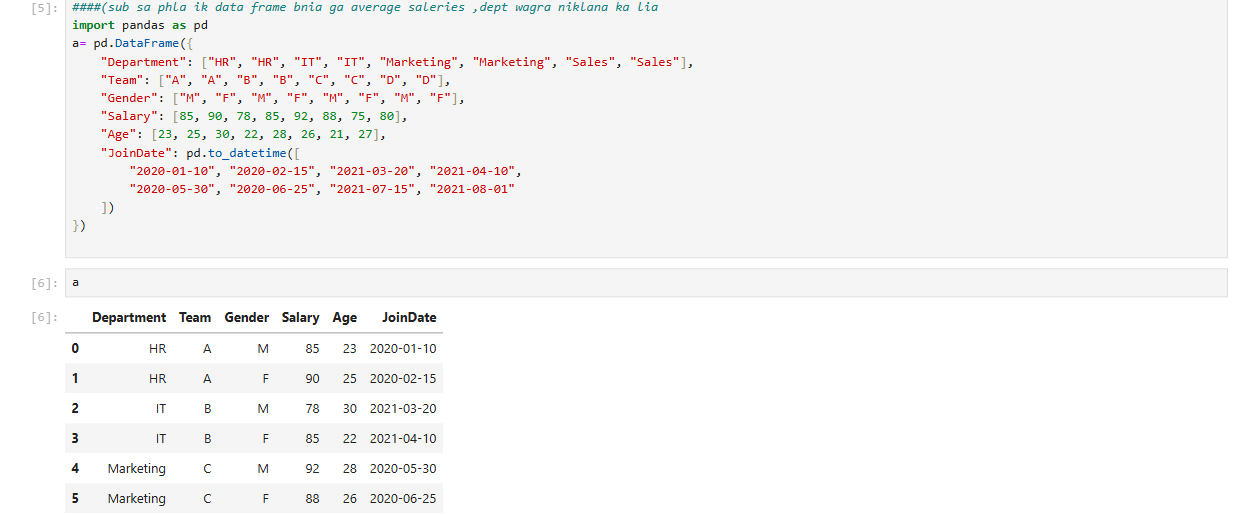 [5]: ####(sub sa phla ik data frame bnia ga average saleries ,dept wagra niklana ka lia
import pandas as pd
a= pd.DataFrame({
    "Department": ["HR", "HR", "IT", "IT", "Marketing", "Marketing", "Sales", "Sales"],
    "Team": ["A", "A", "B", "B", "C", "C", "D", "D"],
    "Gender": ["M", "F", "M", "F", "M", "F", "M", "F"],
    "Salary": [85, 90, 78, 85, 92, 88, 75, 80],
    "Age": [23, 25, 30, 22, 28, 26, 21, 27],
    "JoinDate": pd.to_datetime([
        "2020-01-10", "2020-02-15", "2021-03-20", "2021-04-10",
        "2020-05-30", "2020-06-25", "2021-07-15", "2021-08-01"
    ])
})
[6]: a
[6]: Department Team Gender Salary Age JoinDate
0 HR A M 85 23 2020-01-10
1 HR A F 90 25 2020-02-15
2 IT B M 78 30 2021-03-20
3 IT B F 85 22 2021-04-10
4 Marketing C M 92 28 2020-05-30
5 Marketing C F 88 26 2020-06-25